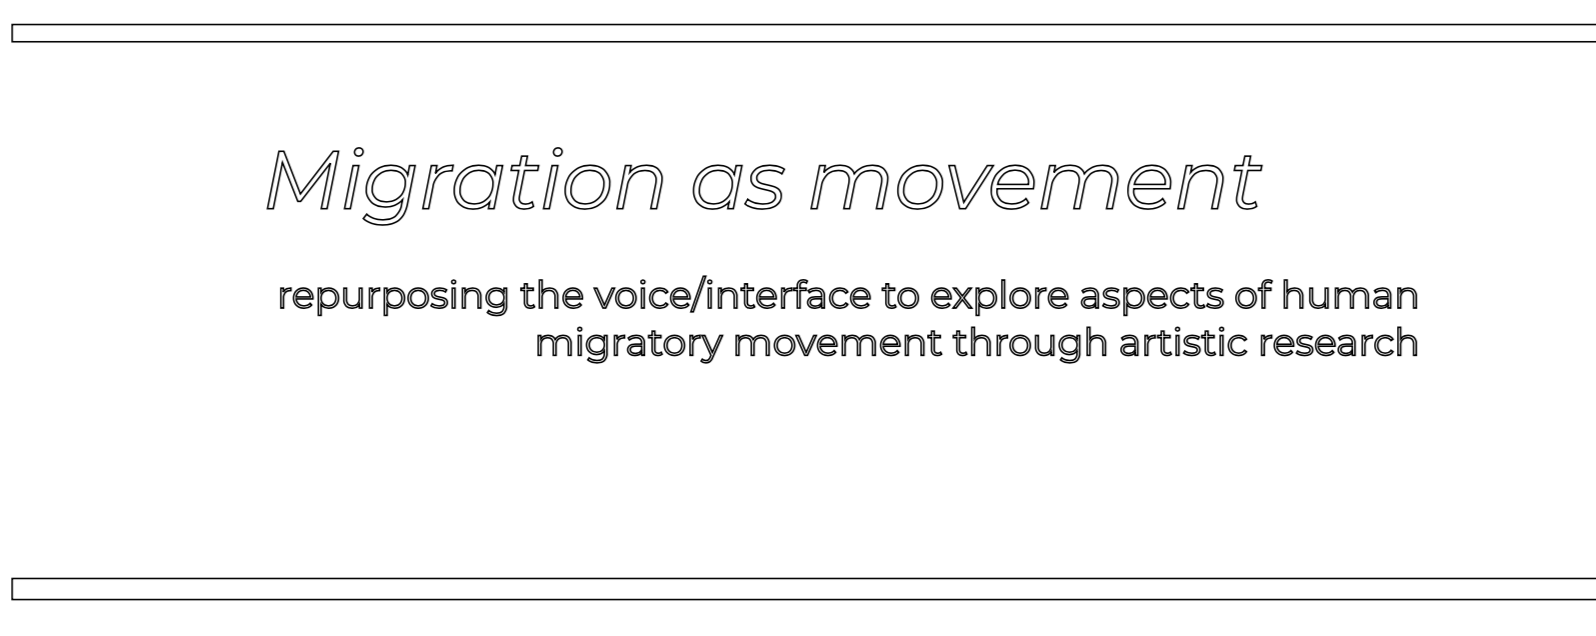 Migration as movement
repurposing the voice/interface to explore aspects of human
migratory movement through artistic research